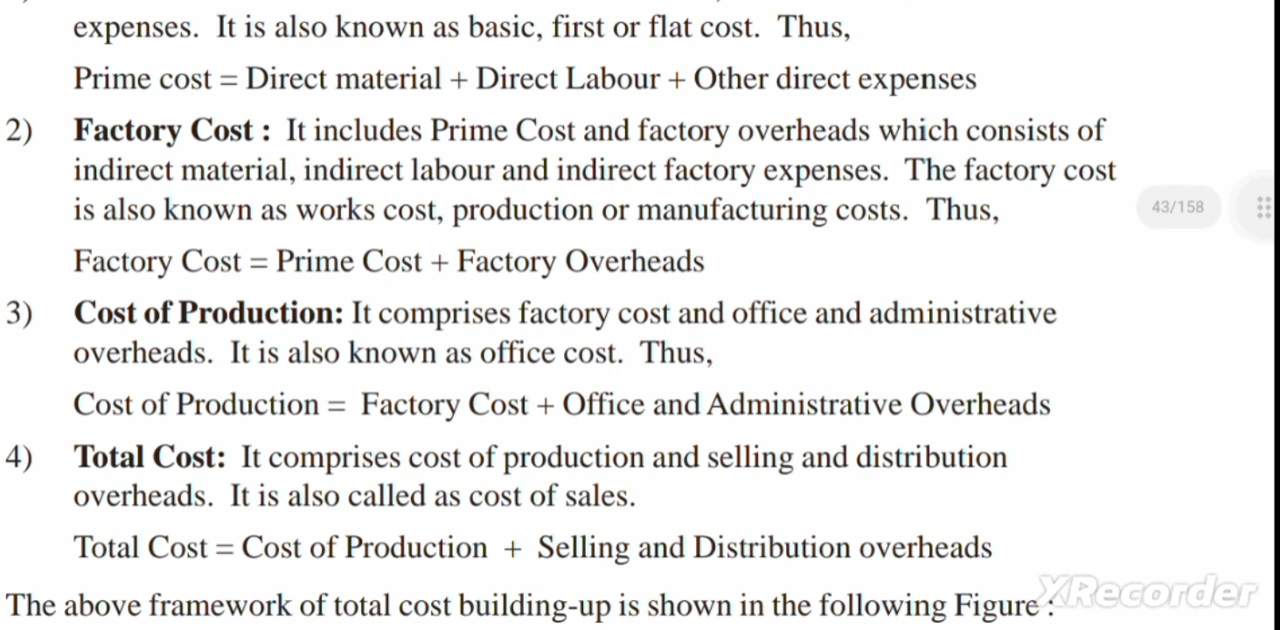 expenses. It is also known as basic, first or flat cost. Thus,
Prime cost = Direct material + Direct Labour + Other direct expenses
2) Factory Cost : It includes Prime Cost and factory overheads which consists of
indirect material, indirect labour and indirect factory expenses. The factory cost
is also known as works cost, production or manufacturing costs. Thus,
43/158
Factory Cost = Prime Cost + Factory Overheads
3) Cost of Production: It comprises factory cost and office and administrative
overheads. It is also known as office cost. Thus,
Cost of Production = Factory Cost + Office and Administrative Overheads
4) Total Cost: It comprises cost of production and selling and distribution
overheads. It is also called as cost of sales.
Total Cost = Cost of Production + Selling and Distribution overheads
The above framework of total cost building-up is shown in the following Figure :
XRecorder